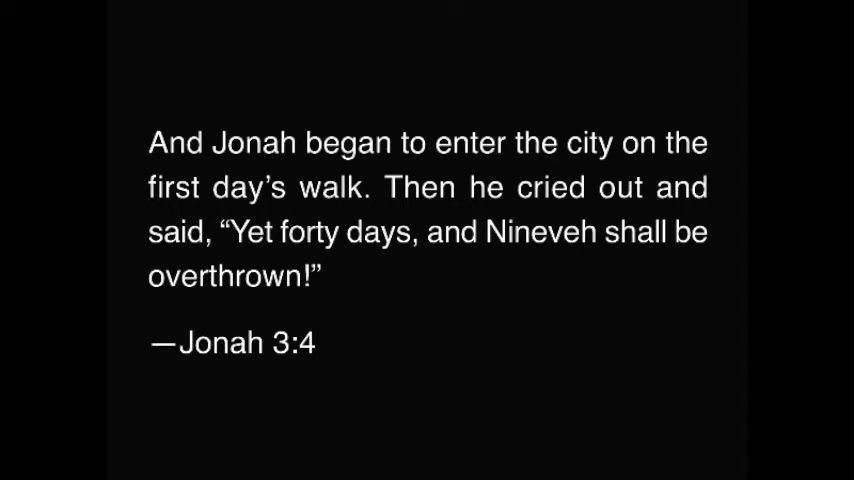 And Jonah began to enter the city on the
first day’s walk. Then he cried out and
said, “Yet forty days, and Nineveh shall be
overthrown!”
—Jonah 3:4